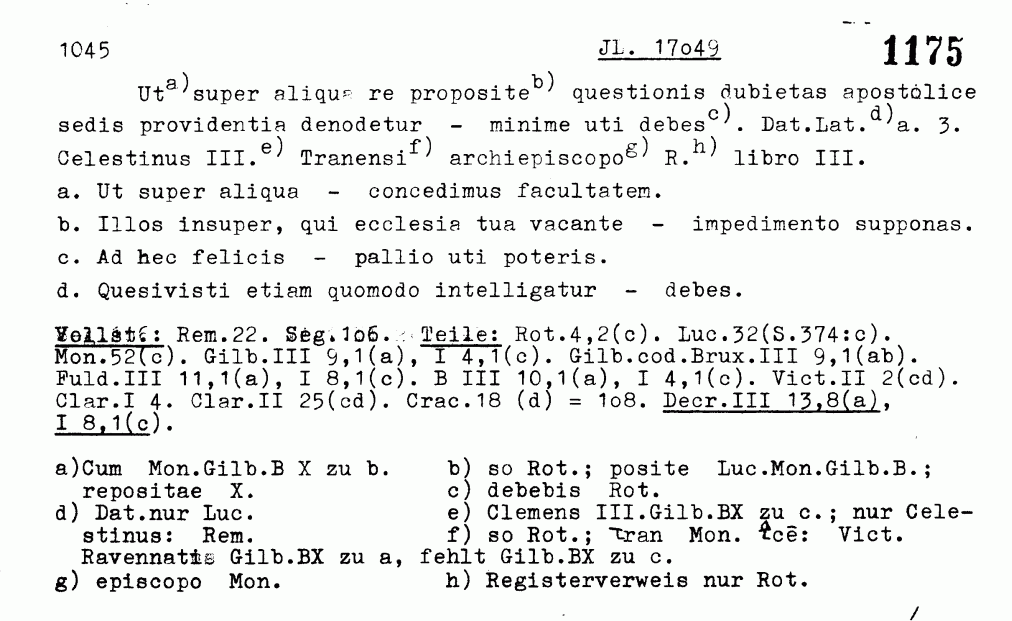 1045 JL. 17o49 1175
Ut a) super aliqua re proposite b) questionis dubietas apostolice
sedis providentia denodetur – minime uti debes c). Dat.Lat. d) a. 3.
Celestinus III. e) Tranensi f) archiepiscopo g) R. h) libro III.
a. Ut super aliqua – concedimus facultatem.
b. Illos insuper, qui ecclesia tua vacante – impedimento supponas.
c. Ad hec felicis – pallio uti poteris.
d. Quesivisti etiam quomodo intelligatur – debes.
Rem.22. Seg.1o6. Teile: Rot.4,2(c). Luc.32(S.374:c).
Mon.52(c). Gilb.III 9,1(a), I 4,1(c). Gilb.cod.Brux.III 9,1(ab).
Fuld.III 11,1(a), I 8,1(c). B III 10,1(a), I 4,1(c). Vict.II 2(cd).
Clar.I 4. Clar.II 25(cd). Crac.18 (d) = 1o8. Decr.III 13,8(a),
I 8,1(c).
a)Cum Mon.Gilb.B X zu b. b) so Rot.; posite Luc.Mon.Gilb.B.;
repositae X. c) debebis Rot.
d) Dat.nur Luc. e) Clemens III.Gilb.BX zu c.; nur Cele-
stinus: Rem. f) so Rot.; Tran Mon. Vict.
Ravennatis Gilb.BX zu a, fehlt Gilb.BX zu c.
g) episcopo Mon. h) Registerverweis nur Rot.